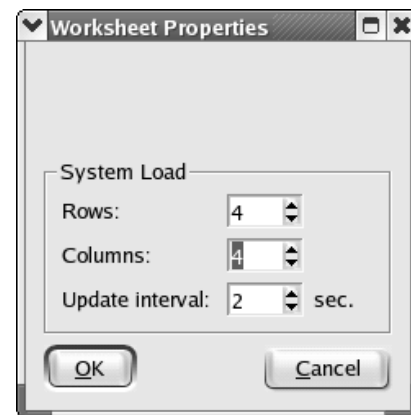 Worksheet Properties
System Load
Rows: 4
Columns: 4
Update interval: 2 sec.
OK Cancel